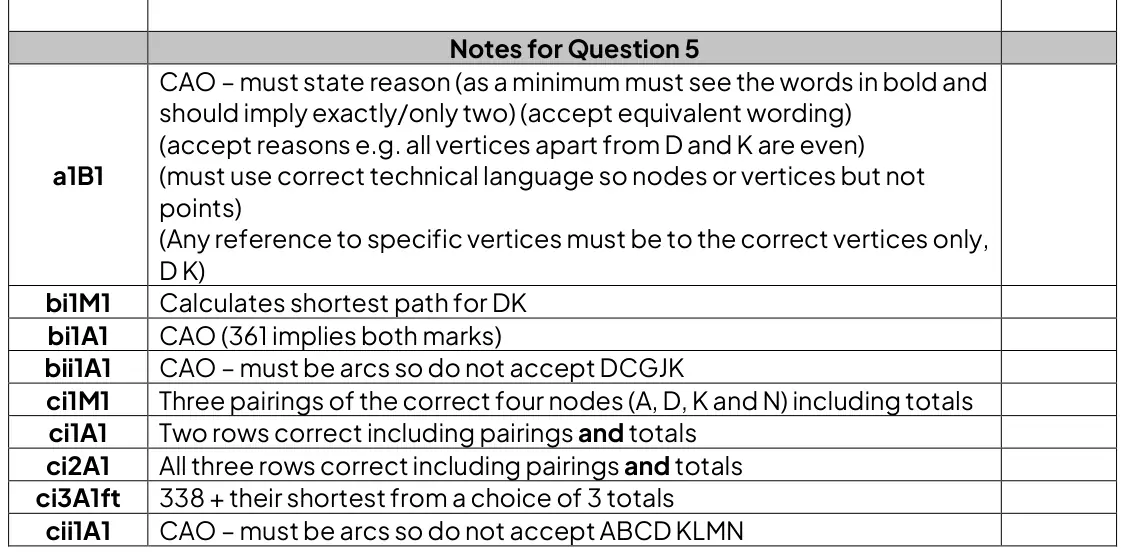 Notes for Question 5
a1B1
CAO – must state reason (as a minimum must see the words in bold and
should imply exactly/only two) (accept equivalent wording)
(accept reasons e.g. all vertices apart from D and K are even)
(must use correct technical language so nodes or vertices but not
points)
(Any reference to specific vertices must be to the correct vertices only,
D K)
bi1M1 Calculates shortest path for DK
bi1A1 CAO (361 implies both marks)
bii1A1 CAO – must be arcs so do not accept DCGJK
ci1M1 Three pairings of the correct four nodes (A, D, K and N) including totals
ci1A1 Two rows correct including pairings and totals
ci2A1 All three rows correct including pairings and totals
ci3A1ft 338 + their shortest from a choice of 3 totals
cii1A1 CAO – must be arcs so do not accept ABCD KLMN